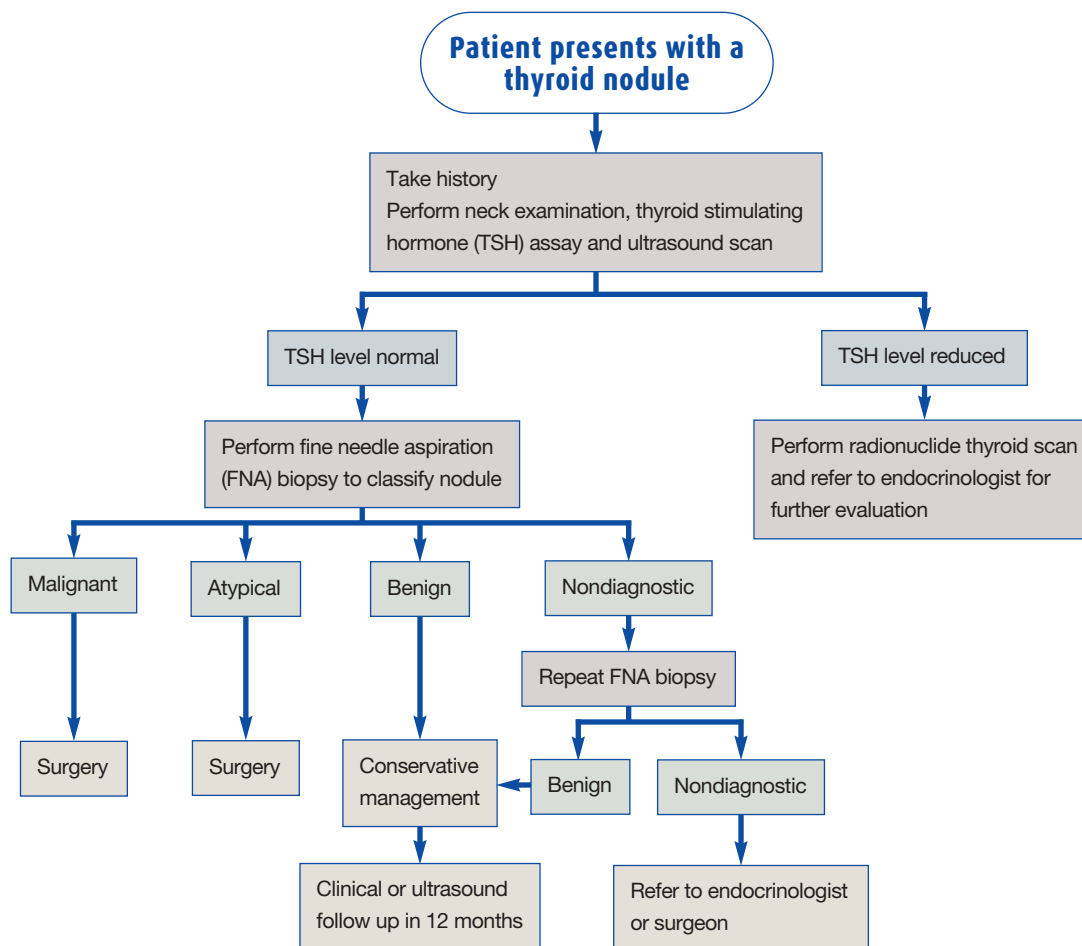 Patient presents with a
thyroid nodule
Take history
Perform neck examination, thyroid stimulating
hormone (TSH) assay and ultrasound scan
TSH level normal
TSH level reduced
Perform fine needle aspiration
(FNA) biopsy to classify nodule
Perform radionuclide thyroid scan
and refer to endocrinologist for
further evaluation
Malignant
Atypical
Benign
Nondiagnostic
Repeat FNA biopsy
Surgery
Surgery
Conservative
management
Benign
Nondiagnostic
Clinical or ultrasound
follow up in 12 months
Refer to endocrinologist
or surgeon